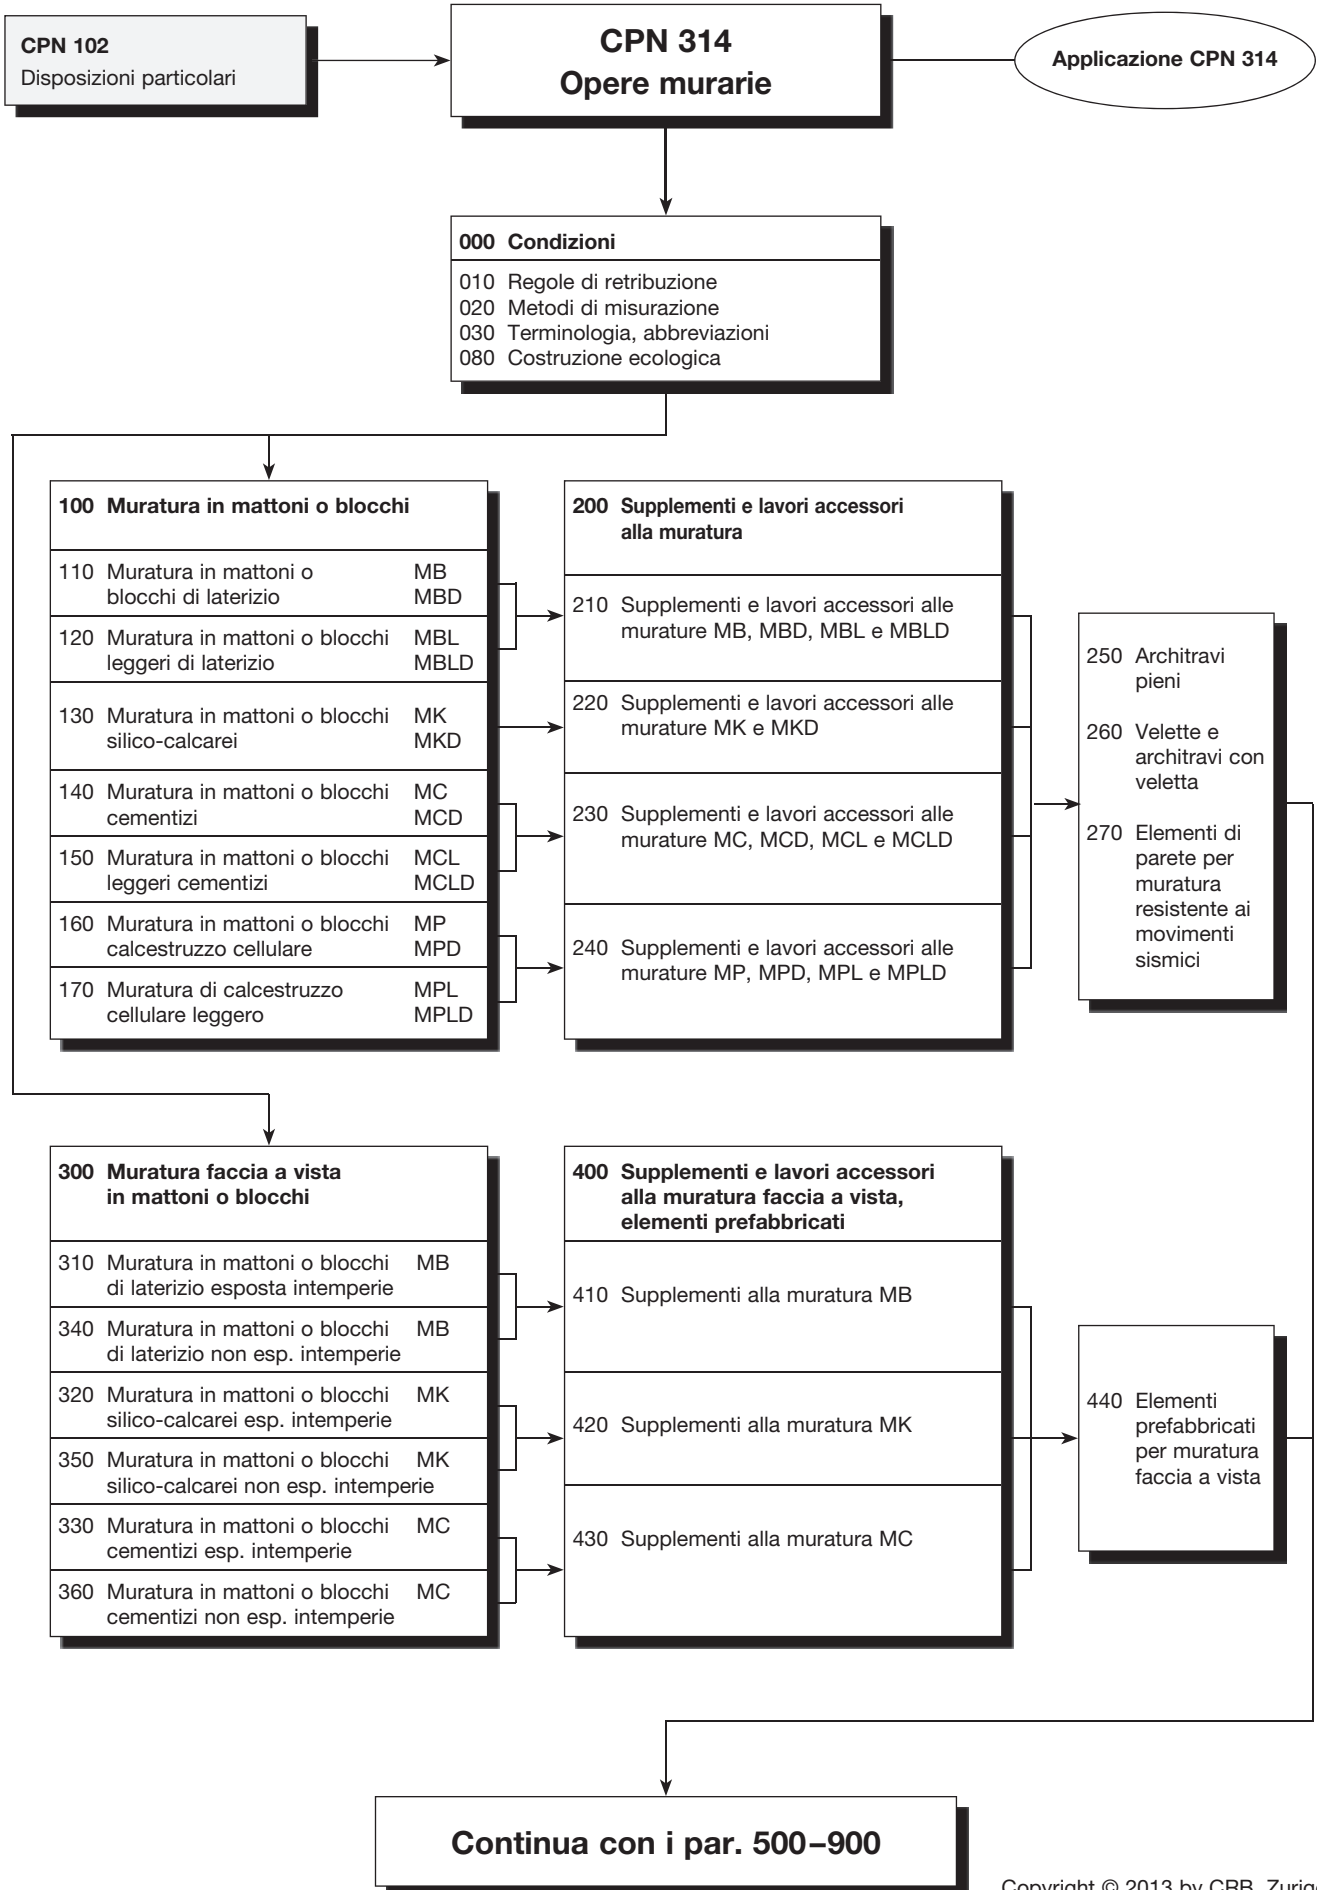 CPN 102
Disposizioni particolari
CPN 314
Opere murarie
Applicazione CPN 314
000 Condizioni
010 Regole di retribuzione
020 Metodi di misurazione
030 Terminologia, abbreviazioni
080 Costruzione ecologica
100 Muratura in mattoni o blocchi
110 Muratura in mattoni o MB
blocchi di laterizio MBD
120 Muratura in mattoni o blocchi MBL
leggeri di laterizio MBLD
130 Muratura in mattoni o blocchi MK
silico-calcarei MKD
140 Muratura in mattoni o blocchi MC
cementizi MCD
150 Muratura in mattoni o blocchi MCL
leggeri cementizi MCLD
160 Muratura in mattoni o blocchi MP
calcestruzzo cellulare MPD
170 Muratura di calcestruzzo MPL
cellulare leggero MPLD
200 Supplementi e lavori accessori
alla muratura
210 Supplementi e lavori accessori alle
murature MB, MBD, MBL e MBLD
220 Supplementi e lavori accessori alle
murature MK e MKD
230 Supplementi e lavori accessori alle
murature MC, MCD, MCL e MCLD
240 Supplementi e lavori accessori alle
murature MP, MPD, MPL e MPLD
250 Architravi
pieni
260 Velette e
architravi con
veletta
270 Elementi di
parete per
muratura
resistente ai
movimenti
sismici
300 Muratura faccia a vista
in mattoni o blocchi
310 Muratura in mattoni o blocchi MB
di laterizio esposta intemperie
340 Muratura in mattoni o blocchi MB
di laterizio non esp. intemperie
320 Muratura in mattoni o blocchi MK
silico-calcarei esp. intemperie
350 Muratura in mattoni o blocchi MK
silico-calcarei non esp. intemperie
330 Muratura in mattoni o blocchi MC
cementizi esp. intemperie
360 Muratura in mattoni o blocchi MC
cementizi non esp. intemperie
400 Supplementi e lavori accessori
alla muratura faccia a vista,
elementi prefabbricati
410 Supplementi alla muratura MB
420 Supplementi alla muratura MK
430 Supplementi alla muratura MC
440 Elementi
prefabbricati
per muratura
faccia a vista
Continua con i par. 500–900
Copyright © 2013 by CRB, Zurigo